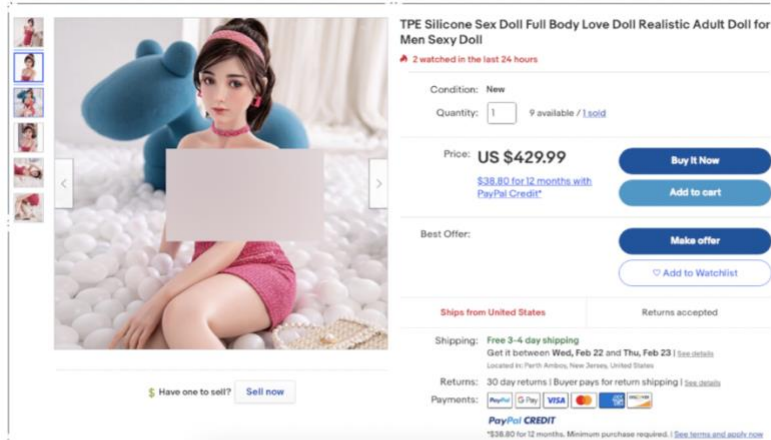 TPE Silicone Sex Doll Full Body Love Doll Realistic Adult Doll for
Men Sexy Doll
2 watched in the last 24 hours
Condition: New
Quantity: 1 9 available / 1 sold
Price: US $429.99
Buy It Now
$38.80 for 12 months with
PayPal Credit*
Add to cart
Best Offer:
Make offer
Add to Watchlist
Ships from United States
Returns accepted
Shipping: Free 3-4 day shipping
Get it between Wed, Feb 22 and Thu, Feb 23 | See details
Located in: Perth Amboy, New Jersey, United States
Returns: 30 day returns | Buyer pays for return shipping | See details
Payments: PayPal G Pay VISA
PayPal CREDIT
*$38.80 for 12 months. Minimum purchase required. | See terms and apply now
$ Have one to sell? Sell now